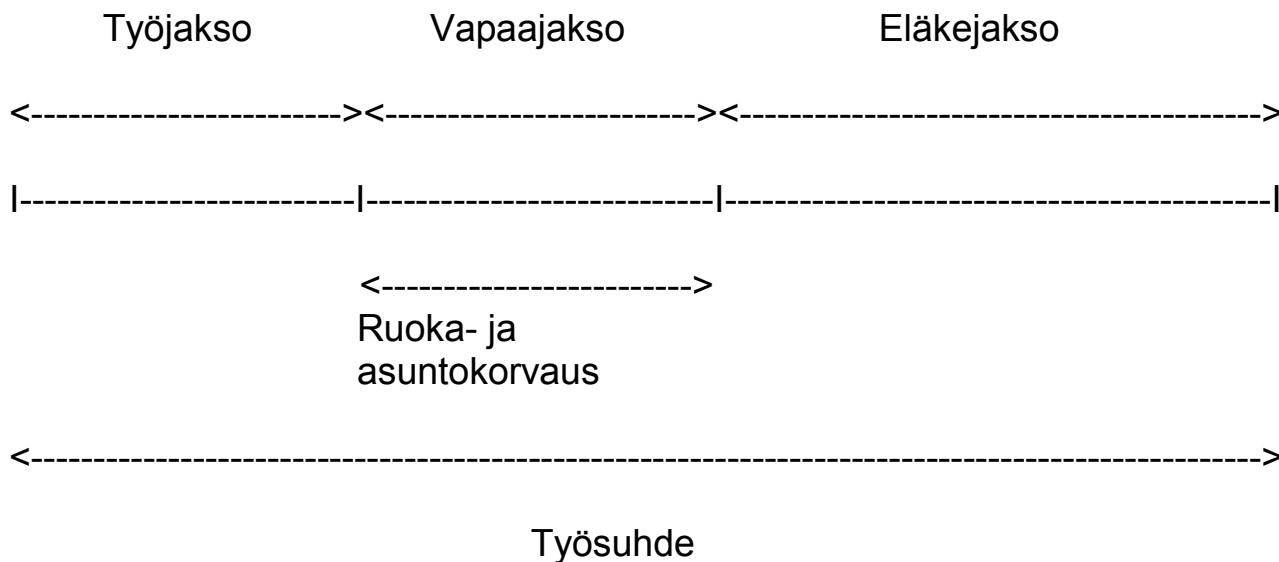 Työjakso Vapaajakso Eläkejakso
<-------------------------><-------------------------><------------------------------------------>
|---------------------------|----------------------------|--------------------------------------------|
<------------------------->
Ruoka- ja
asuntokorvaus
<---------------------------------------------------------------------------------------------------->
Työsuhde